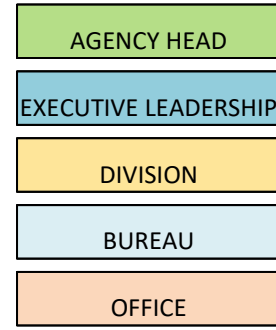 AGENCY HEAD
EXECUTIVE LEADERSHIP
DIVISION
BUREAU
OFFICE